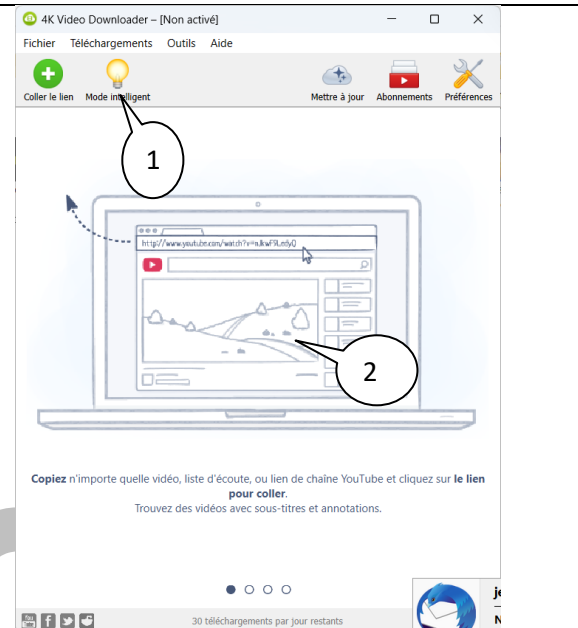 4K Video Downloader – [Non activé]
Fichier Téléchargements Outils Aide
Coller le lien Mode intelligent Mettre à jour Abonnements Préférences
1
http://www.youtube.com/watch?v=nJkwF9LedyQ
2
Copiez n'importe quelle vidéo, liste d'écoute, ou lien de chaîne YouTube et cliquez sur le lien
pour coller.
Trouvez des vidéos avec sous-titres et annotations.
30 téléchargements par jour restants